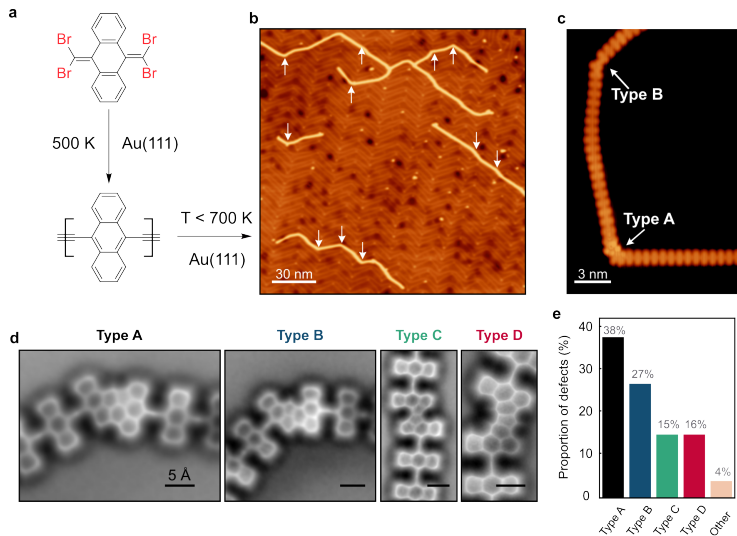 a
Br
Br
Br
Br
500 K
Au(111)
T < 700 K
Au(111)
b
30 nm
c
Type B
Type A
3 nm
d
Type A
Type B
Type C
Type D
5 Å
e
Proportion of defects (%)
40
30
20
10
0
38%
27%
15%
16%
4%
Type A
Type B
Type C
Type D
Other